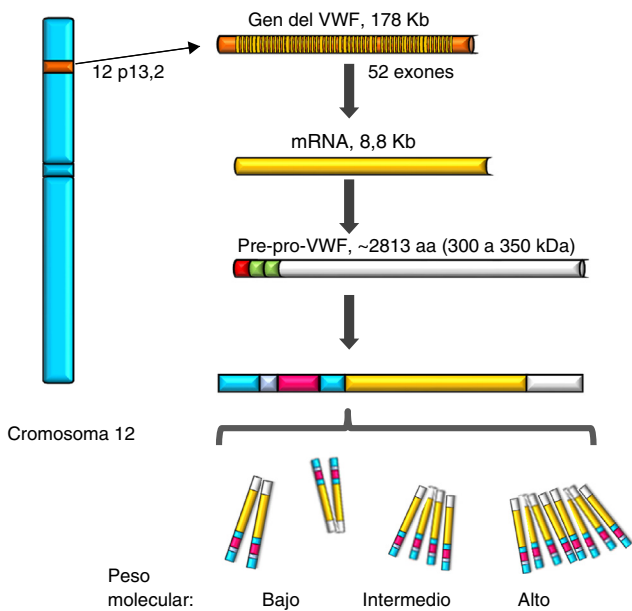 Gen del VWF, 178 Kb
12 p13,2
52 exones
mRNA, 8,8 Kb
Pre-pro-VWF, ~2813 aa (300 a 350 kDa)
Cromosoma 12
Peso
molecular:
Bajo
Intermedio
Alto